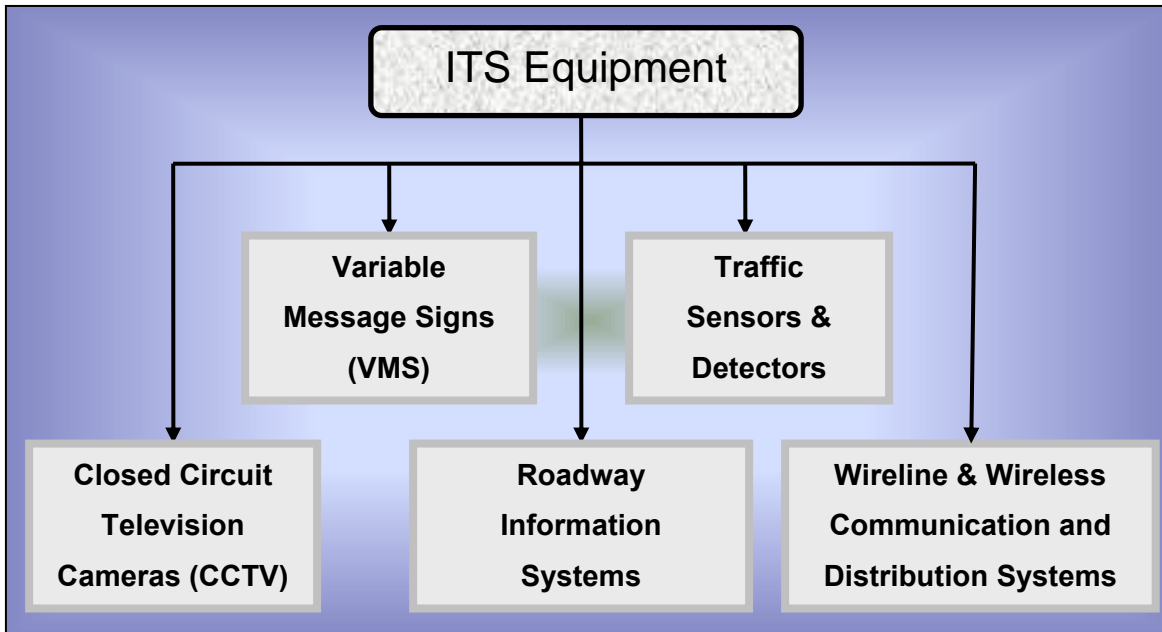 ITS Equipment
Variable
Message Signs
(VMS)
Traffic
Sensors &
Detectors
Closed Circuit
Television
Cameras (CCTV)
Roadway
Information
Systems
Wireline & Wireless
Communication and
Distribution Systems